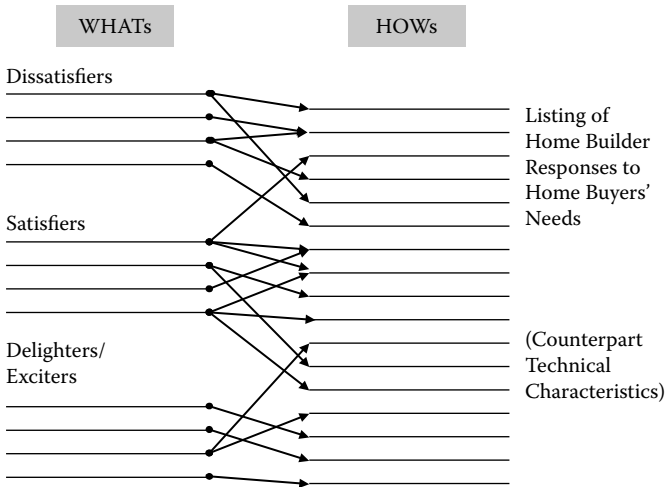 WHATs
HOWs
Dissatisfiers
Satisfiers
Delighters/
Exciters
Listing of
Home Builder
Responses to
Home Buyers’
Needs
(Counterpart
Technical
Characteristics)